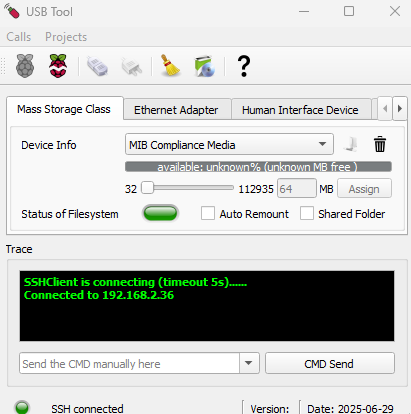 USB Tool
Calls Projects
?
Mass Storage Class Ethernet Adapter Human Interface Device
Device Info MIB Compliance Media
available: unknown% (unknown MB free )
32 112935 64 MB Assign
Status of Filesystem Auto Remount Shared Folder
Trace
SSHClient is connecting (timeout 5s)......
Connected to 192.168.2.36
Send the CMD manually here CMD Send
SSH connected Version: Date: 2025-06-29